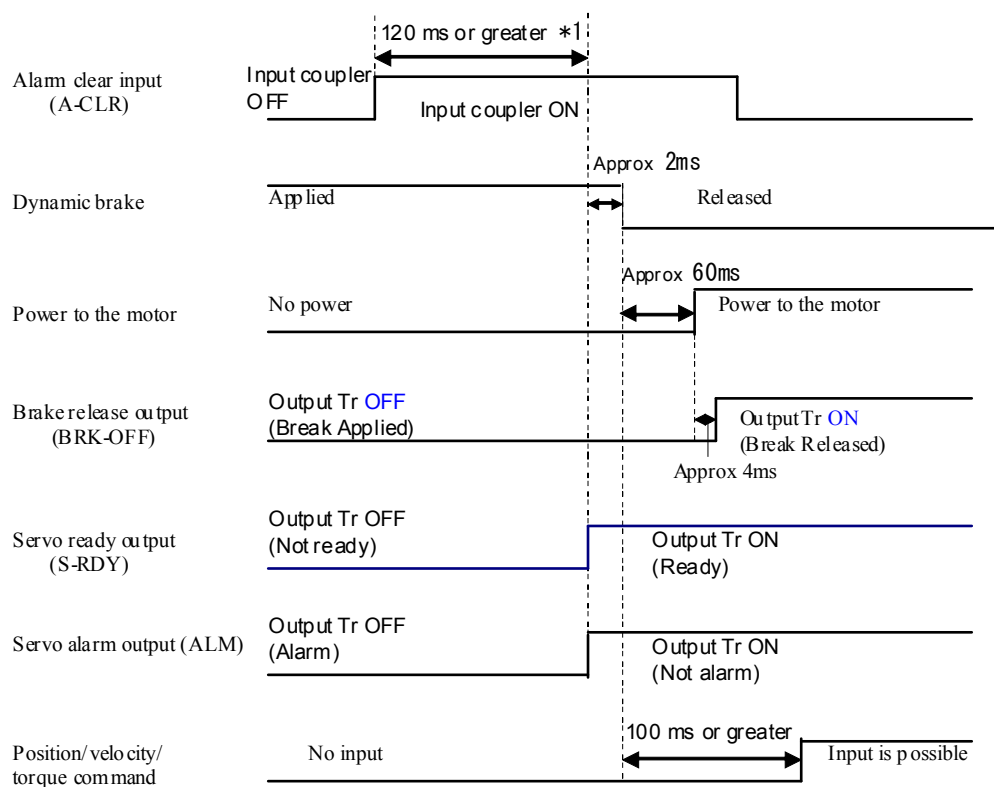 120 ms or greater *1
Alarm clear input
(A-CLR)
Input coupler
OFF
Input coupler ON
Approx 2ms
Dynamic brake
Applied
Released
Approx 60ms
Power to the motor
No power
Power to the motor
Brake release output
(BRK-OFF)
Output Tr OFF
(Break Applied)
Output Tr ON
(Break Released)
Approx 4ms
Servo ready output
(S-RDY)
Output Tr OFF
(Not ready)
Output Tr ON
(Ready)
Servo alarm output (ALM)
Output Tr OFF
(Alarm)
Output Tr ON
(Not alarm)
100 ms or greater
Position/velocity/
torque command
No input
Input is possible